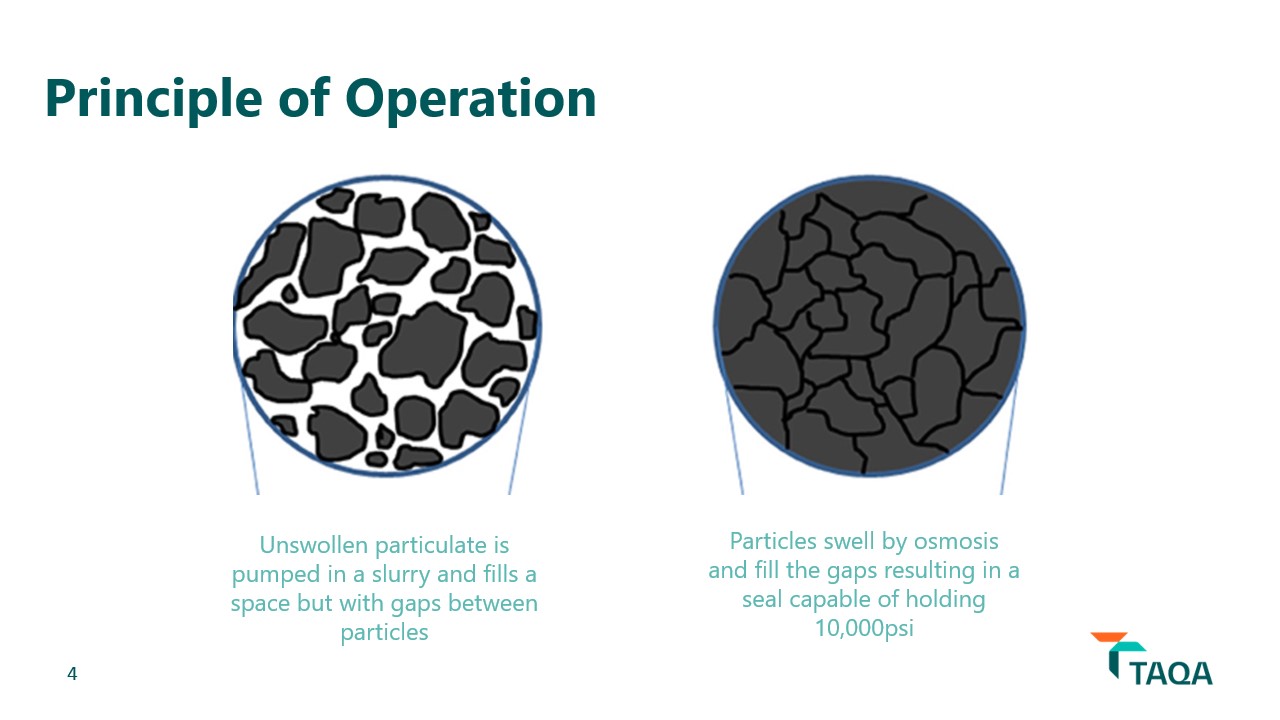 Principle of Operation
Unswollen particulate is
pumped in a slurry and fills a
space but with gaps between
particles
Particles swell by osmosis
and fill the gaps resulting in a
seal capable of holding
10,000psi
4
TAQA